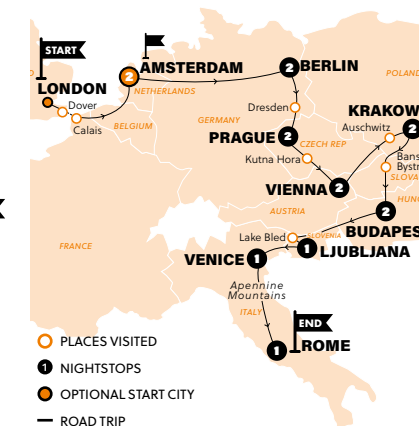 START
LONDON
Dover
Calais
AMSTERDAM
2
NETHERLANDS
BELGIUM
GERMANY
FRANCE
2
BERLIN
POLAND
Dresden
PRAGUE
2
CZECH REP
Kutna Hora
KRAKOW
2
Auschwitz
VIENNA
2
AUSTRIA
2
Lake Bled
SLOVENIA
LJUBLJANA
1
VENICE
1
Apennine
Mountains
ITALY
END
1
ROME
PLACES VISITED
1 NIGHTSTOPS
OPTIONAL START CITY
ROAD TRIP